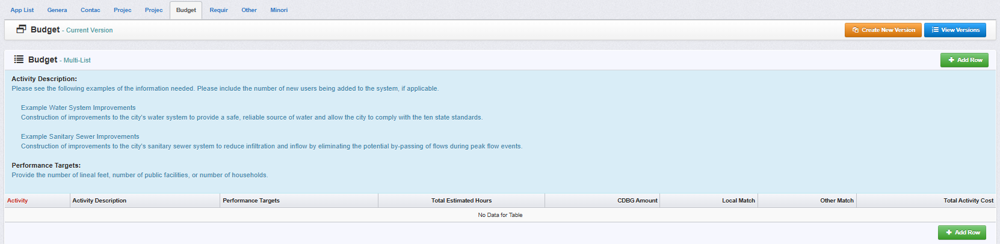 App List Genera Contac Projec Projec Budget Requir Other Minori
Budget - Current Version Create New Version View Versions
Budget - Multi-List Add Row
Activity Description:
Please see the following examples of the information needed. Please include the number of new users being added to the system, if applicable.
Example Water System Improvements
Construction of improvements to the city's water system to provide a safe, reliable source of water and allow the city to comply with the ten state standards.
Example Sanitary Sewer Improvements
Construction of improvements to the city's sanitary sewer system to reduce infiltration and inflow by eliminating the potential by-passing of flows during peak flow events.
Performance Targets:
Provide the number of lineal feet, number of public facilities, or number of households.
Activity Activity Description Performance Targets Total Estimated Hours CDBG Amount Local Match Other Match Total Activity Cost
No Data for Table
Add Row